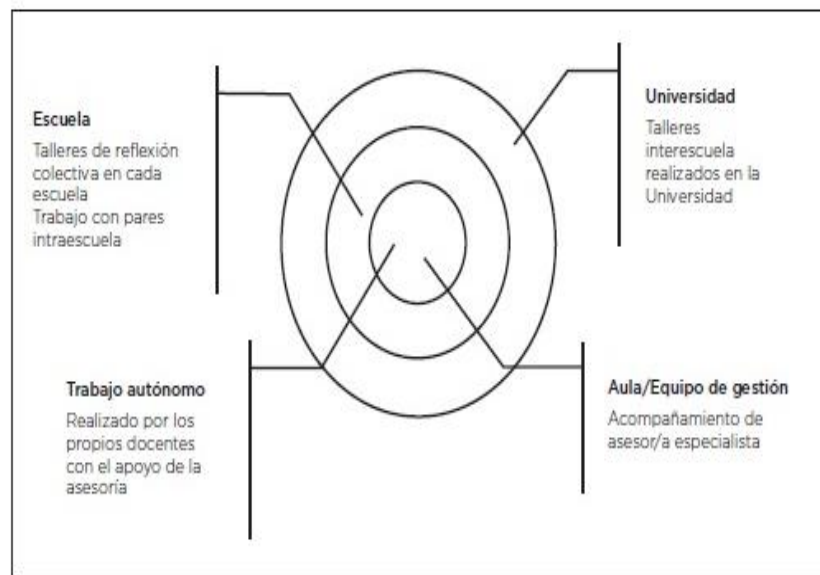 Escuela
Talleres de reflexión
colectiva en cada
escuela
Trabajo con pares
intraescuela
Universidad
Talleres
interescuela
realizados en la
Universidad
Trabajo autónomo
Realizado por los
propios docentes
con el apoyo de la
asesoría
Aula/Equipo de gestión
Acompañamiento de
asesor/a especialista